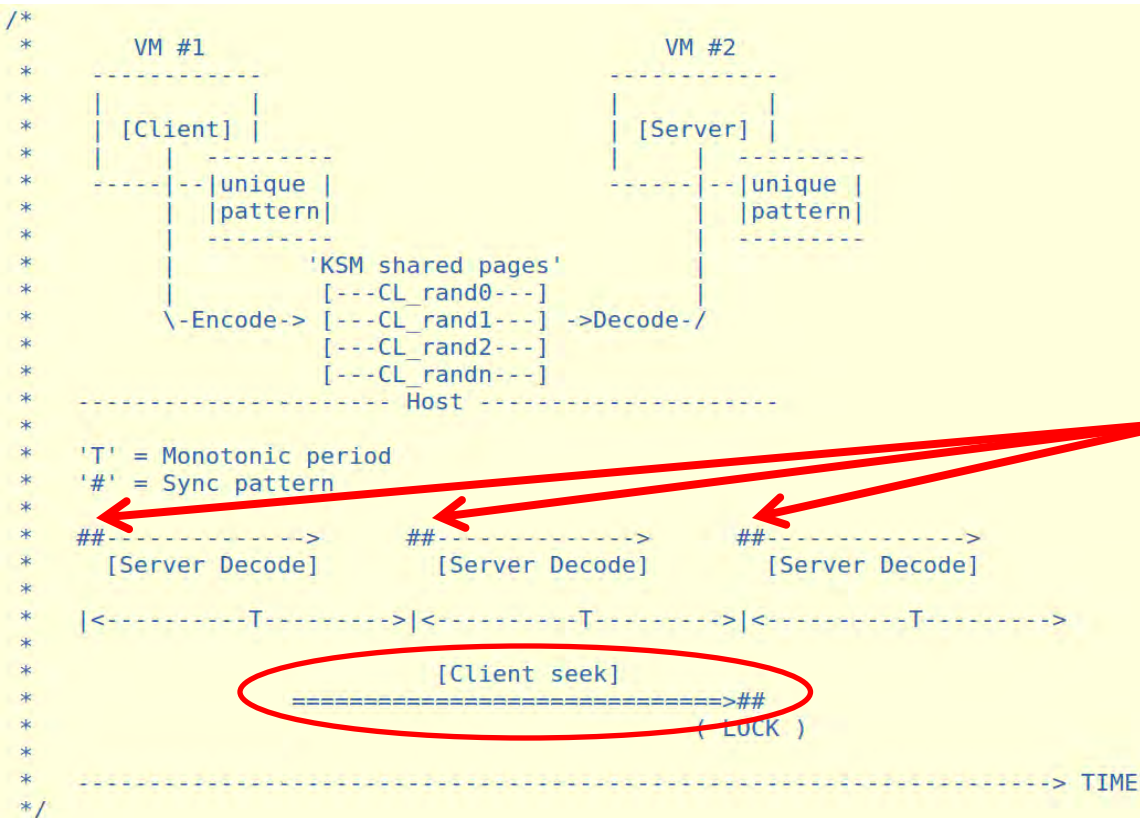 /*
 *       VM #1                                VM #2
 *    ------------                        ------------
 *    |          |                        |          |
 *    | [Client] |                        | [Server] |
 *    |    |  ---------                   |     |  ---------
 *    -----|--|unique |                   ------|--|unique |
 *         |  |pattern|                         |  |pattern|
 *         |  ---------                         |  ---------
 *         |         'KSM shared pages'         |
 *         |          [---CL_rand0---]          |
 *         \-Encode-> [---CL_rand1---] ->Decode-/
 *                    [---CL_rand2---]
 *                    [---CL_randn---]
 *   ---------------------- Host ---------------------
 *
 *   'T' = Monotonic period
 *   '#' = Sync pattern
 *
 *   ##-------------->      ##-------------->      ##-------------->
 *     [Server Decode]        [Server Decode]        [Server Decode]
 *
 *   |<----------T--------->|<----------T--------->|<----------T--------->
 *
 *                            [Client seek]
 *                  ==============================>##
 *                                              ( LOCK )
 *
 *   --------------------------------------------------------------------> TIME
 */